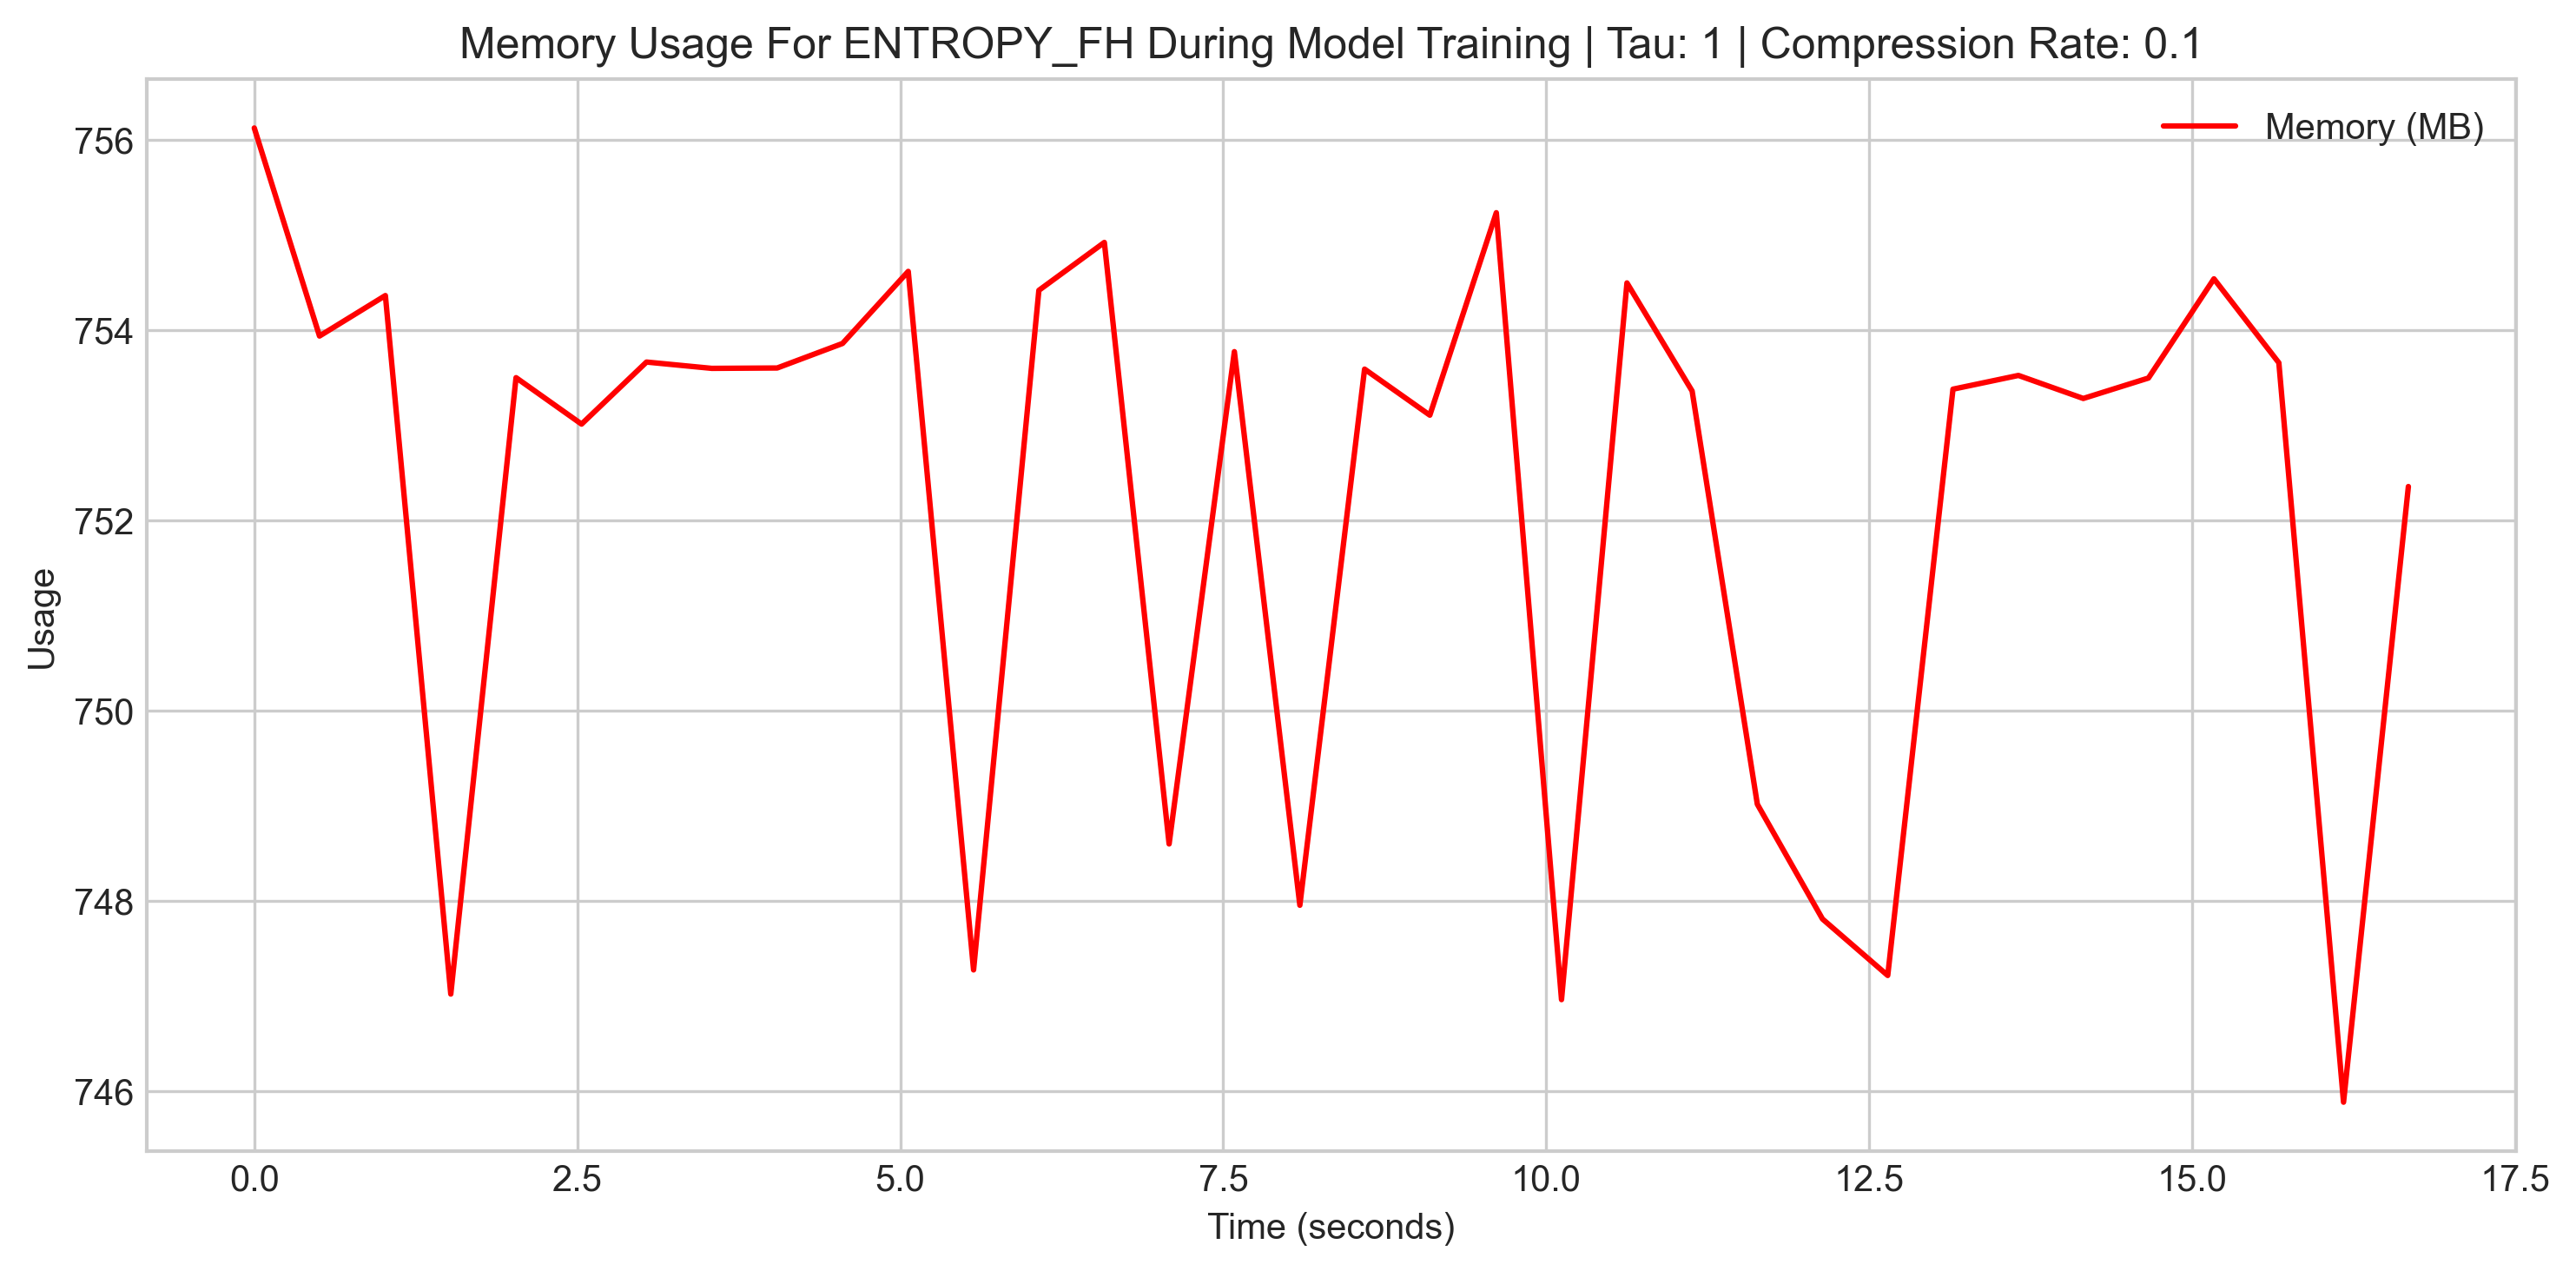 Memory Usage For ENTROPY_FH During Model Training | Tau: 1 | Compression Rate: 0.1
Memory (MB)
756
754
752
750
748
746
Usage
0.0 2.5 5.0 7.5 10.0 12.5 15.0 17.5
Time (seconds)